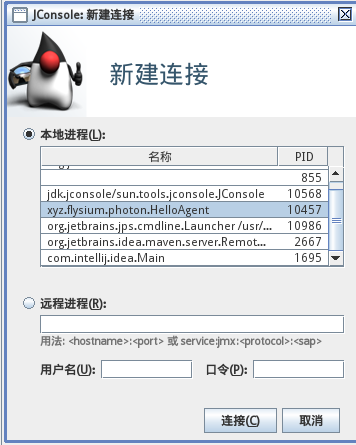 JConsole: 新建连接
新建连接
本地进程(L):
名称 PID
855
jdk.jconsole/sun.tools.jconsole.JConsole 10568
xyz.flysium.photon.HelloAgent 10457
org.jetbrains.jps.cmdline.Launcher /usr/... 10986
org.jetbrains.idea.maven.server.Remot... 2667
com.intellij.idea.Main 1695
远程进程(R):
用法: <hostname>:<port> 或 service:jmx:<protocol>:<sap>
用户名(U): 口令(P):
连接(C) 取消